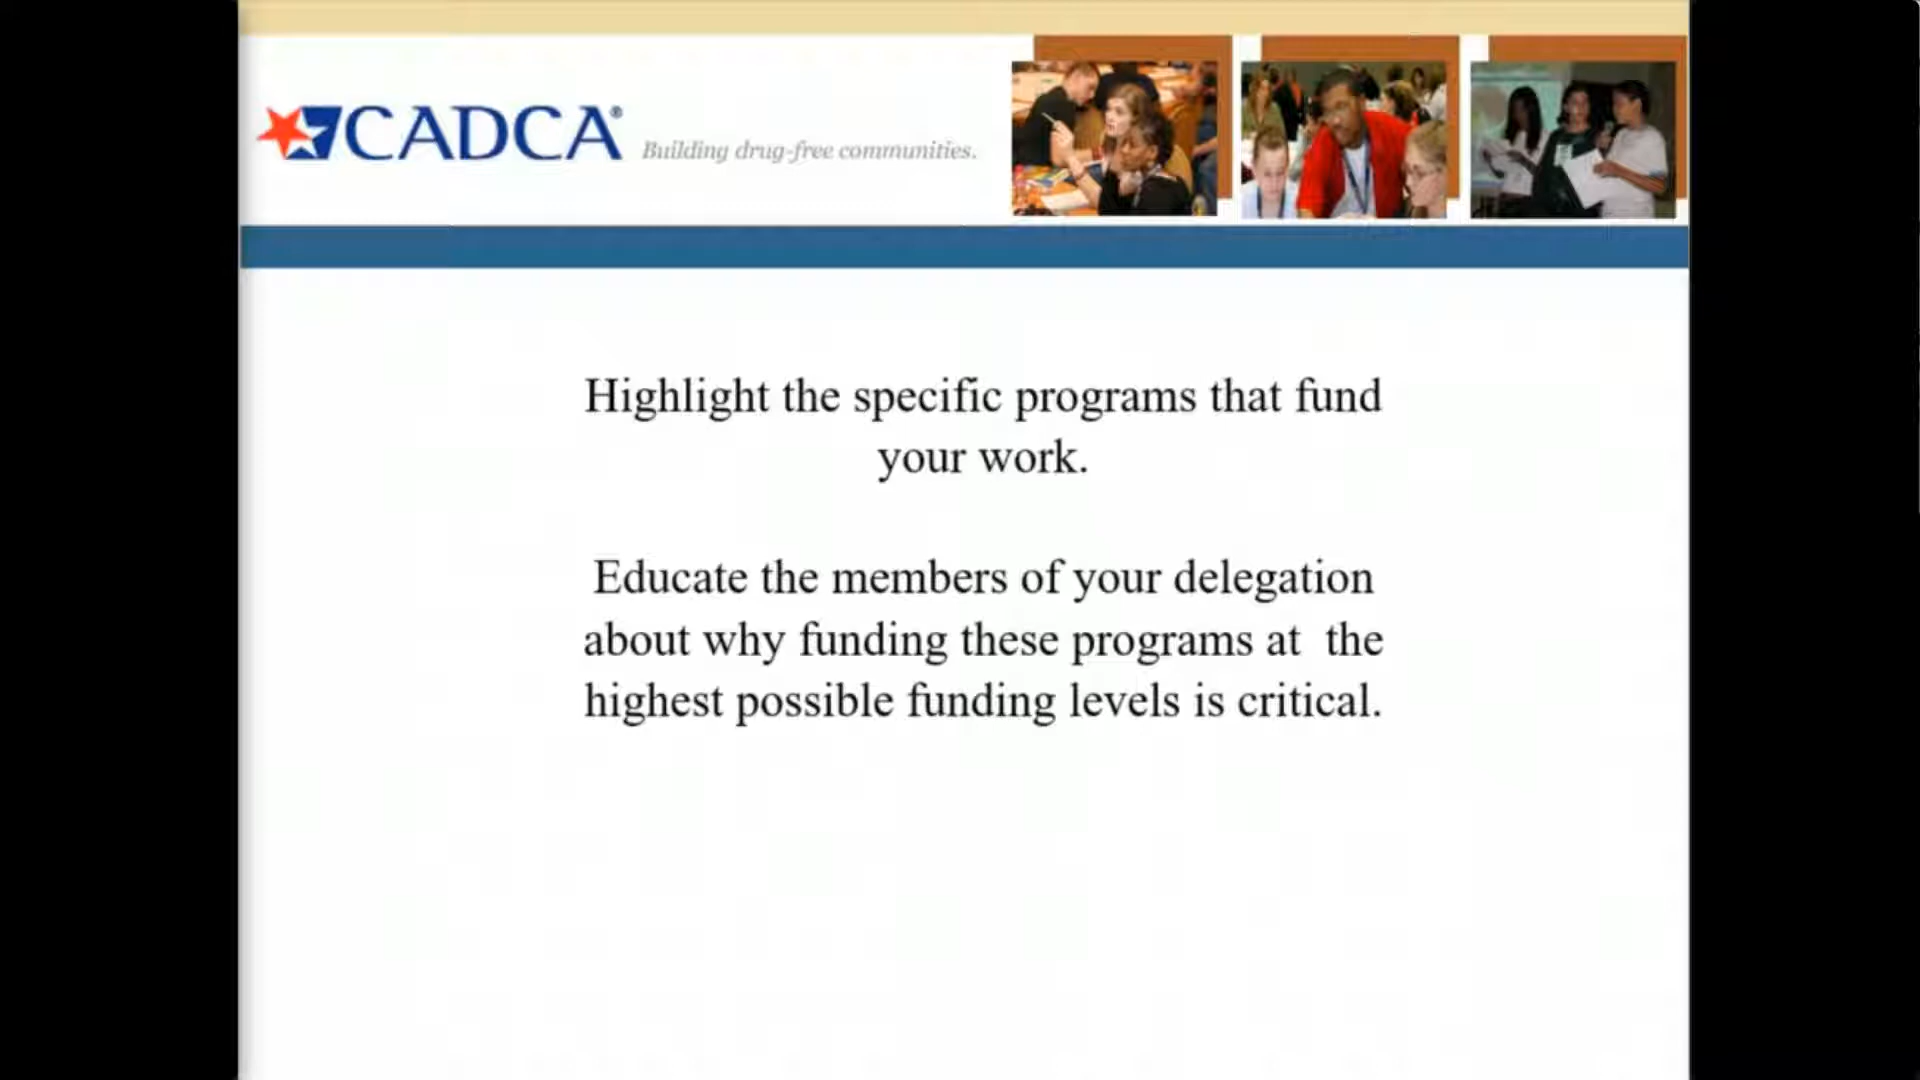 CADCA® Building drug-free communities.
Highlight the specific programs that fund
your work.
Educate the members of your delegation
about why funding these programs at  the
highest possible funding levels is critical.